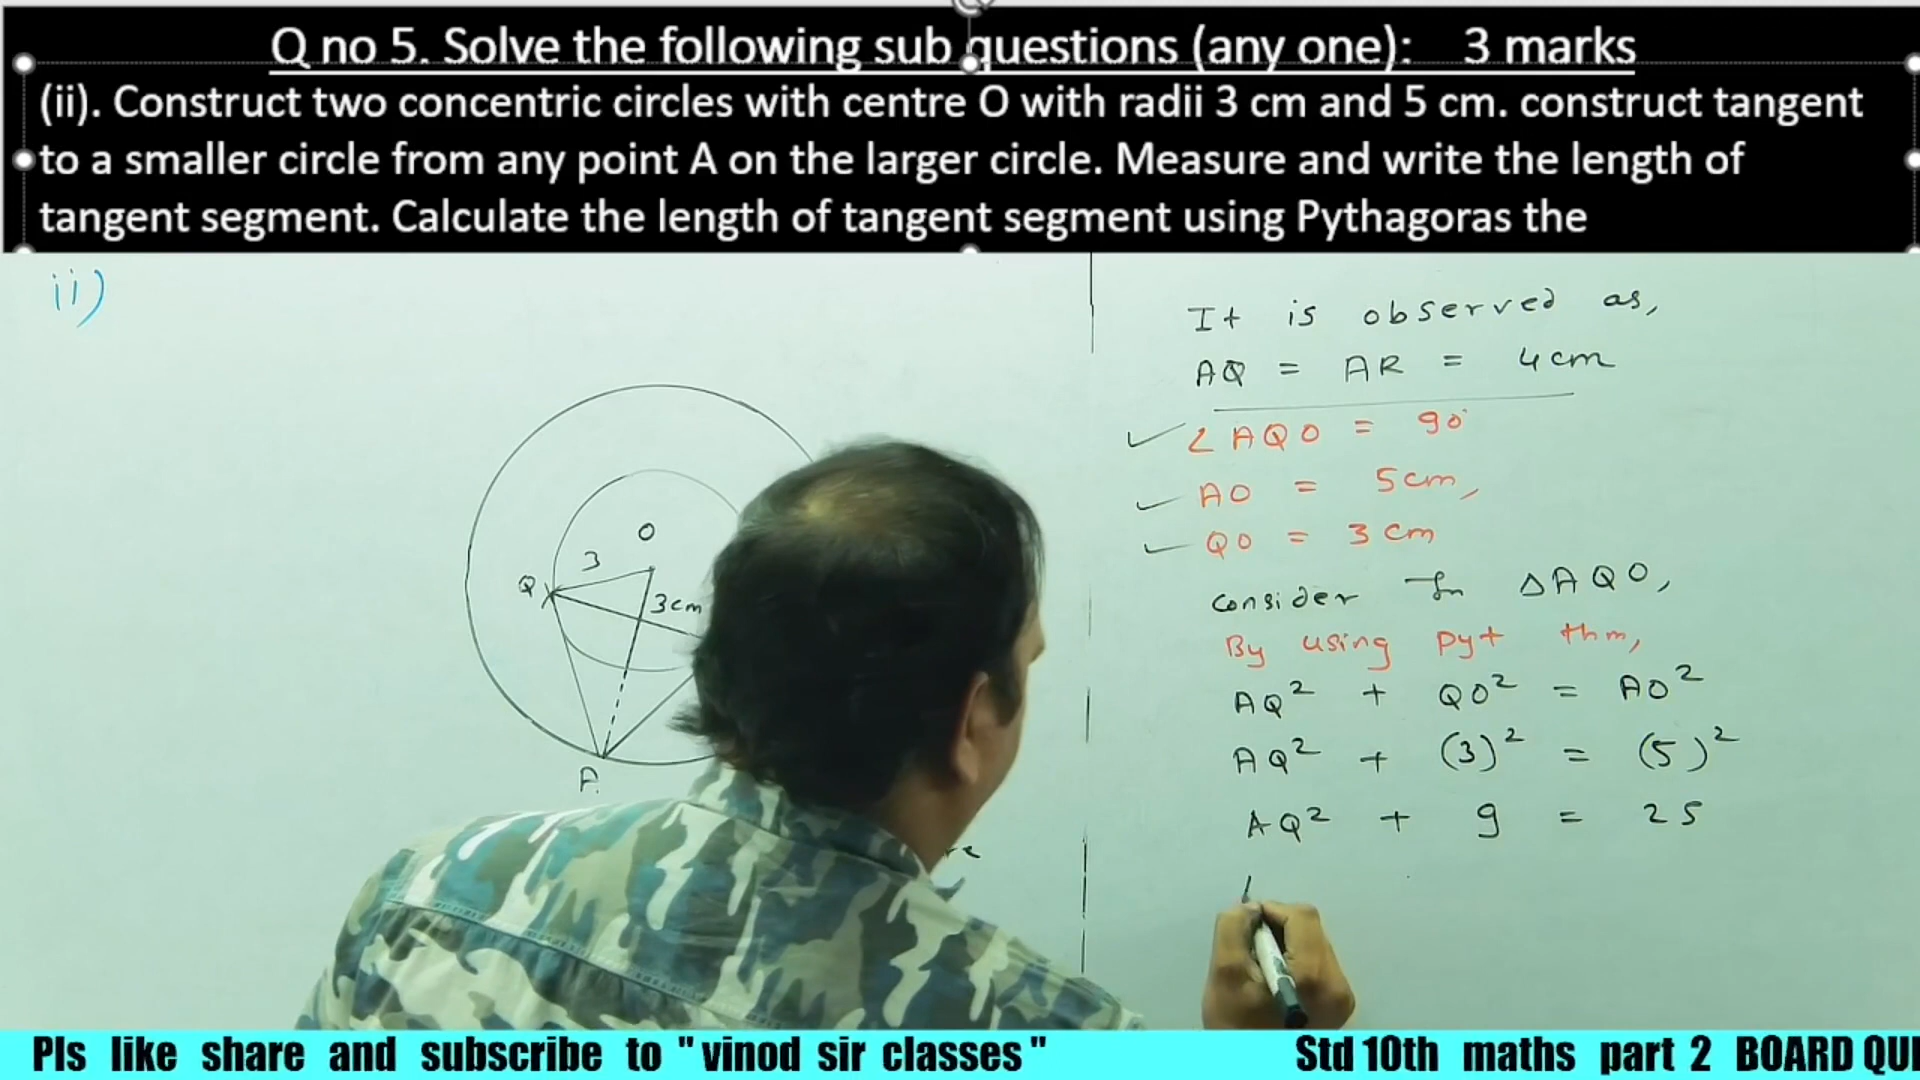 Q no 5. Solve the following sub questions (any one): 3 marks
(ii). Construct two concentric circles with centre O with radii 3 cm and 5 cm. construct tangent
to a smaller circle from any point A on the larger circle. Measure and write the length of
tangent segment. Calculate the length of tangent segment using Pythagoras the
ii)
O
3
Q
3cm
A
It is observed as,
AQ = AR = 4cm
∠AQO = 90°
AO = 5cm,
QO = 3cm
consider In ΔAQO,
By using pyt thm,
AQ² + QO² = AO²
AQ² + (3)² = (5)²
AQ² + 9 = 25
Pls like share and subscribe to "vinod sir classes"
Std 10th maths part 2 BOARD QU